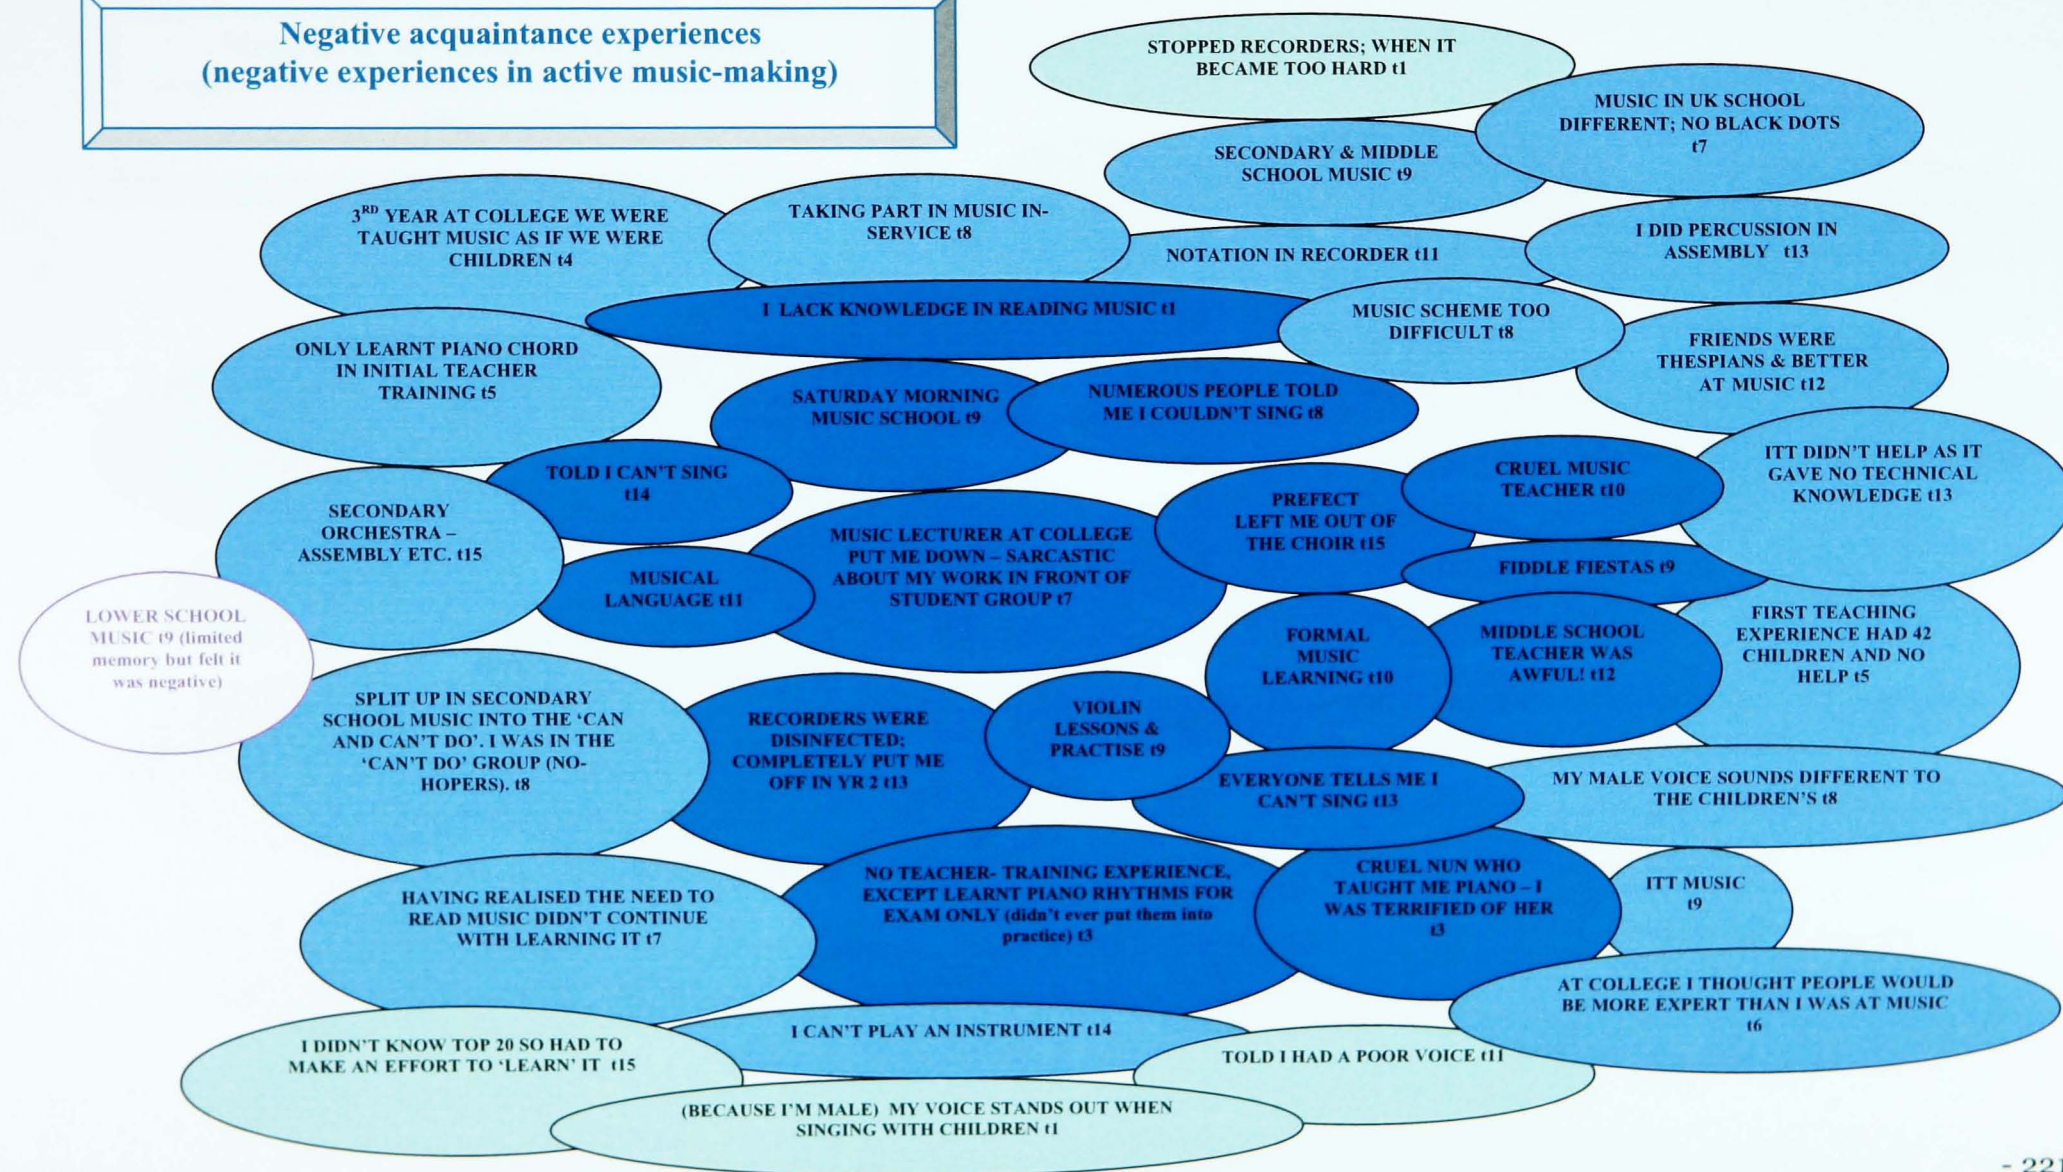 Negative acquaintance experiences
(negative experiences in active music-making)
STOPPED RECORDERS; WHEN IT
BECAME TOO HARD t1
MUSIC IN UK SCHOOL
DIFFERENT; NO BLACK DOTS
t7
SECONDARY & MIDDLE
SCHOOL MUSIC t9
3RD YEAR AT COLLEGE WE WERE
TAUGHT MUSIC AS IF WE WERE
CHILDREN t4
TAKING PART IN MUSIC IN-
SERVICE t8
NOTATION IN RECORDER t11
I DID PERCUSSION IN
ASSEMBLY t13
I LACK KNOWLEDGE IN READING MUSIC t1
MUSIC SCHEME TOO
DIFFICULT t8
FRIENDS WERE
THESPIANS & BETTER
AT MUSIC t12
ONLY LEARNT PIANO CHORD
IN INITIAL TEACHER
TRAINING t5
SATURDAY MORNING
MUSIC SCHOOL t9
NUMEROUS PEOPLE TOLD
ME I COULDN'T SING t8
TOLD I CAN'T SING
t14
CRUEL MUSIC
TEACHER t10
ITT DIDN'T HELP AS IT
GAVE NO TECHNICAL
KNOWLEDGE t13
SECONDARY
ORCHESTRA –
ASSEMBLY ETC. t15
MUSIC LECTURER AT COLLEGE
PUT ME DOWN – SARCASTIC
ABOUT MY WORK IN FRONT OF
STUDENT GROUP t7
PREFECT
LEFT ME OUT OF
THE CHOIR t15
FIDDLE FIESTAS t9
MUSICAL
LANGUAGE t11
LOWER SCHOOL
MUSIC t9 (limited
memory but felt it
was negative)
FORMAL
MUSIC
LEARNING t10
MIDDLE SCHOOL
TEACHER WAS
AWFUL! t12
FIRST TEACHING
EXPERIENCE HAD 42
CHILDREN AND NO
HELP t5
SPLIT UP IN SECONDARY
SCHOOL MUSIC INTO THE 'CAN
AND CAN'T DO'. I WAS IN THE
'CAN'T DO' GROUP (NO-
HOPERS). t8
RECORDERS WERE
DISINFECTED;
COMPLETELY PUT ME
OFF IN YR 2 t13
VIOLIN
LESSONS &
PRACTISE t9
EVERYONE TELLS ME I
CAN'T SING t13
MY MALE VOICE SOUNDS DIFFERENT TO
THE CHILDREN'S t8
HAVING REALISED THE NEED TO
READ MUSIC DIDN'T CONTINUE
WITH LEARNING IT t7
NO TEACHER- TRAINING EXPERIENCE,
EXCEPT LEARNT PIANO RHYTHMS FOR
EXAM ONLY (didn't ever put them into
practice) t3
CRUEL NUN WHO
TAUGHT ME PIANO – I
WAS TERRIFIED OF HER
t3
ITT MUSIC
t9
AT COLLEGE I THOUGHT PEOPLE WOULD
BE MORE EXPERT THAN I WAS AT MUSIC
t6
I DIDN'T KNOW TOP 20 SO HAD TO
MAKE AN EFFORT TO 'LEARN' IT t15
I CAN'T PLAY AN INSTRUMENT t14
TOLD I HAD A POOR VOICE t11
(BECAUSE I'M MALE) MY VOICE STANDS OUT WHEN
SINGING WITH CHILDREN t1
- 221